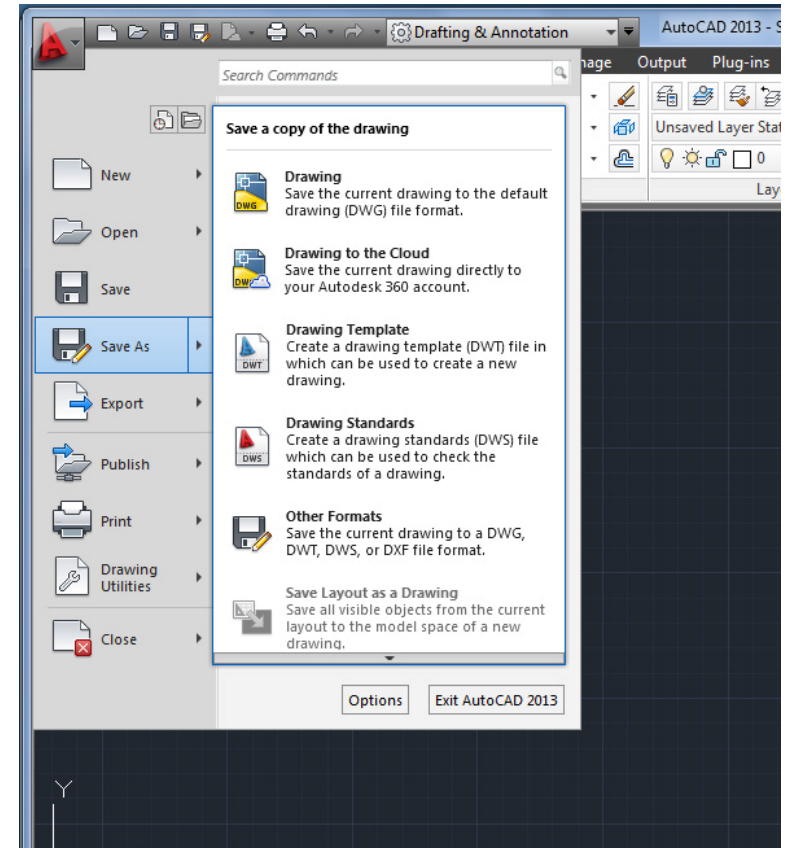 Drafting & Annotation
AutoCAD 2013 - S
nage Output Plug-ins
Search Commands
Unsaved Layer Stat
0
Lay
Save a copy of the drawing
New
Open
Save
Save As
Export
Publish
Print
Drawing
Utilities
Close
DWG
Drawing
Save the current drawing to the default
drawing (DWG) file format.
DW
Drawing to the Cloud
Save the current drawing directly to
your Autodesk 360 account.
DWT
Drawing Template
Create a drawing template (DWT) file in
which can be used to create a new
drawing.
DWS
Drawing Standards
Create a drawing standards (DWS) file
which can be used to check the
standards of a drawing.
Other Formats
Save the current drawing to a DWG,
DWT, DWS, or DXF file format.
Save Layout as a Drawing
Save all visible objects from the current
layout to the model space of a new
drawing.
Options
Exit AutoCAD 2013
Y